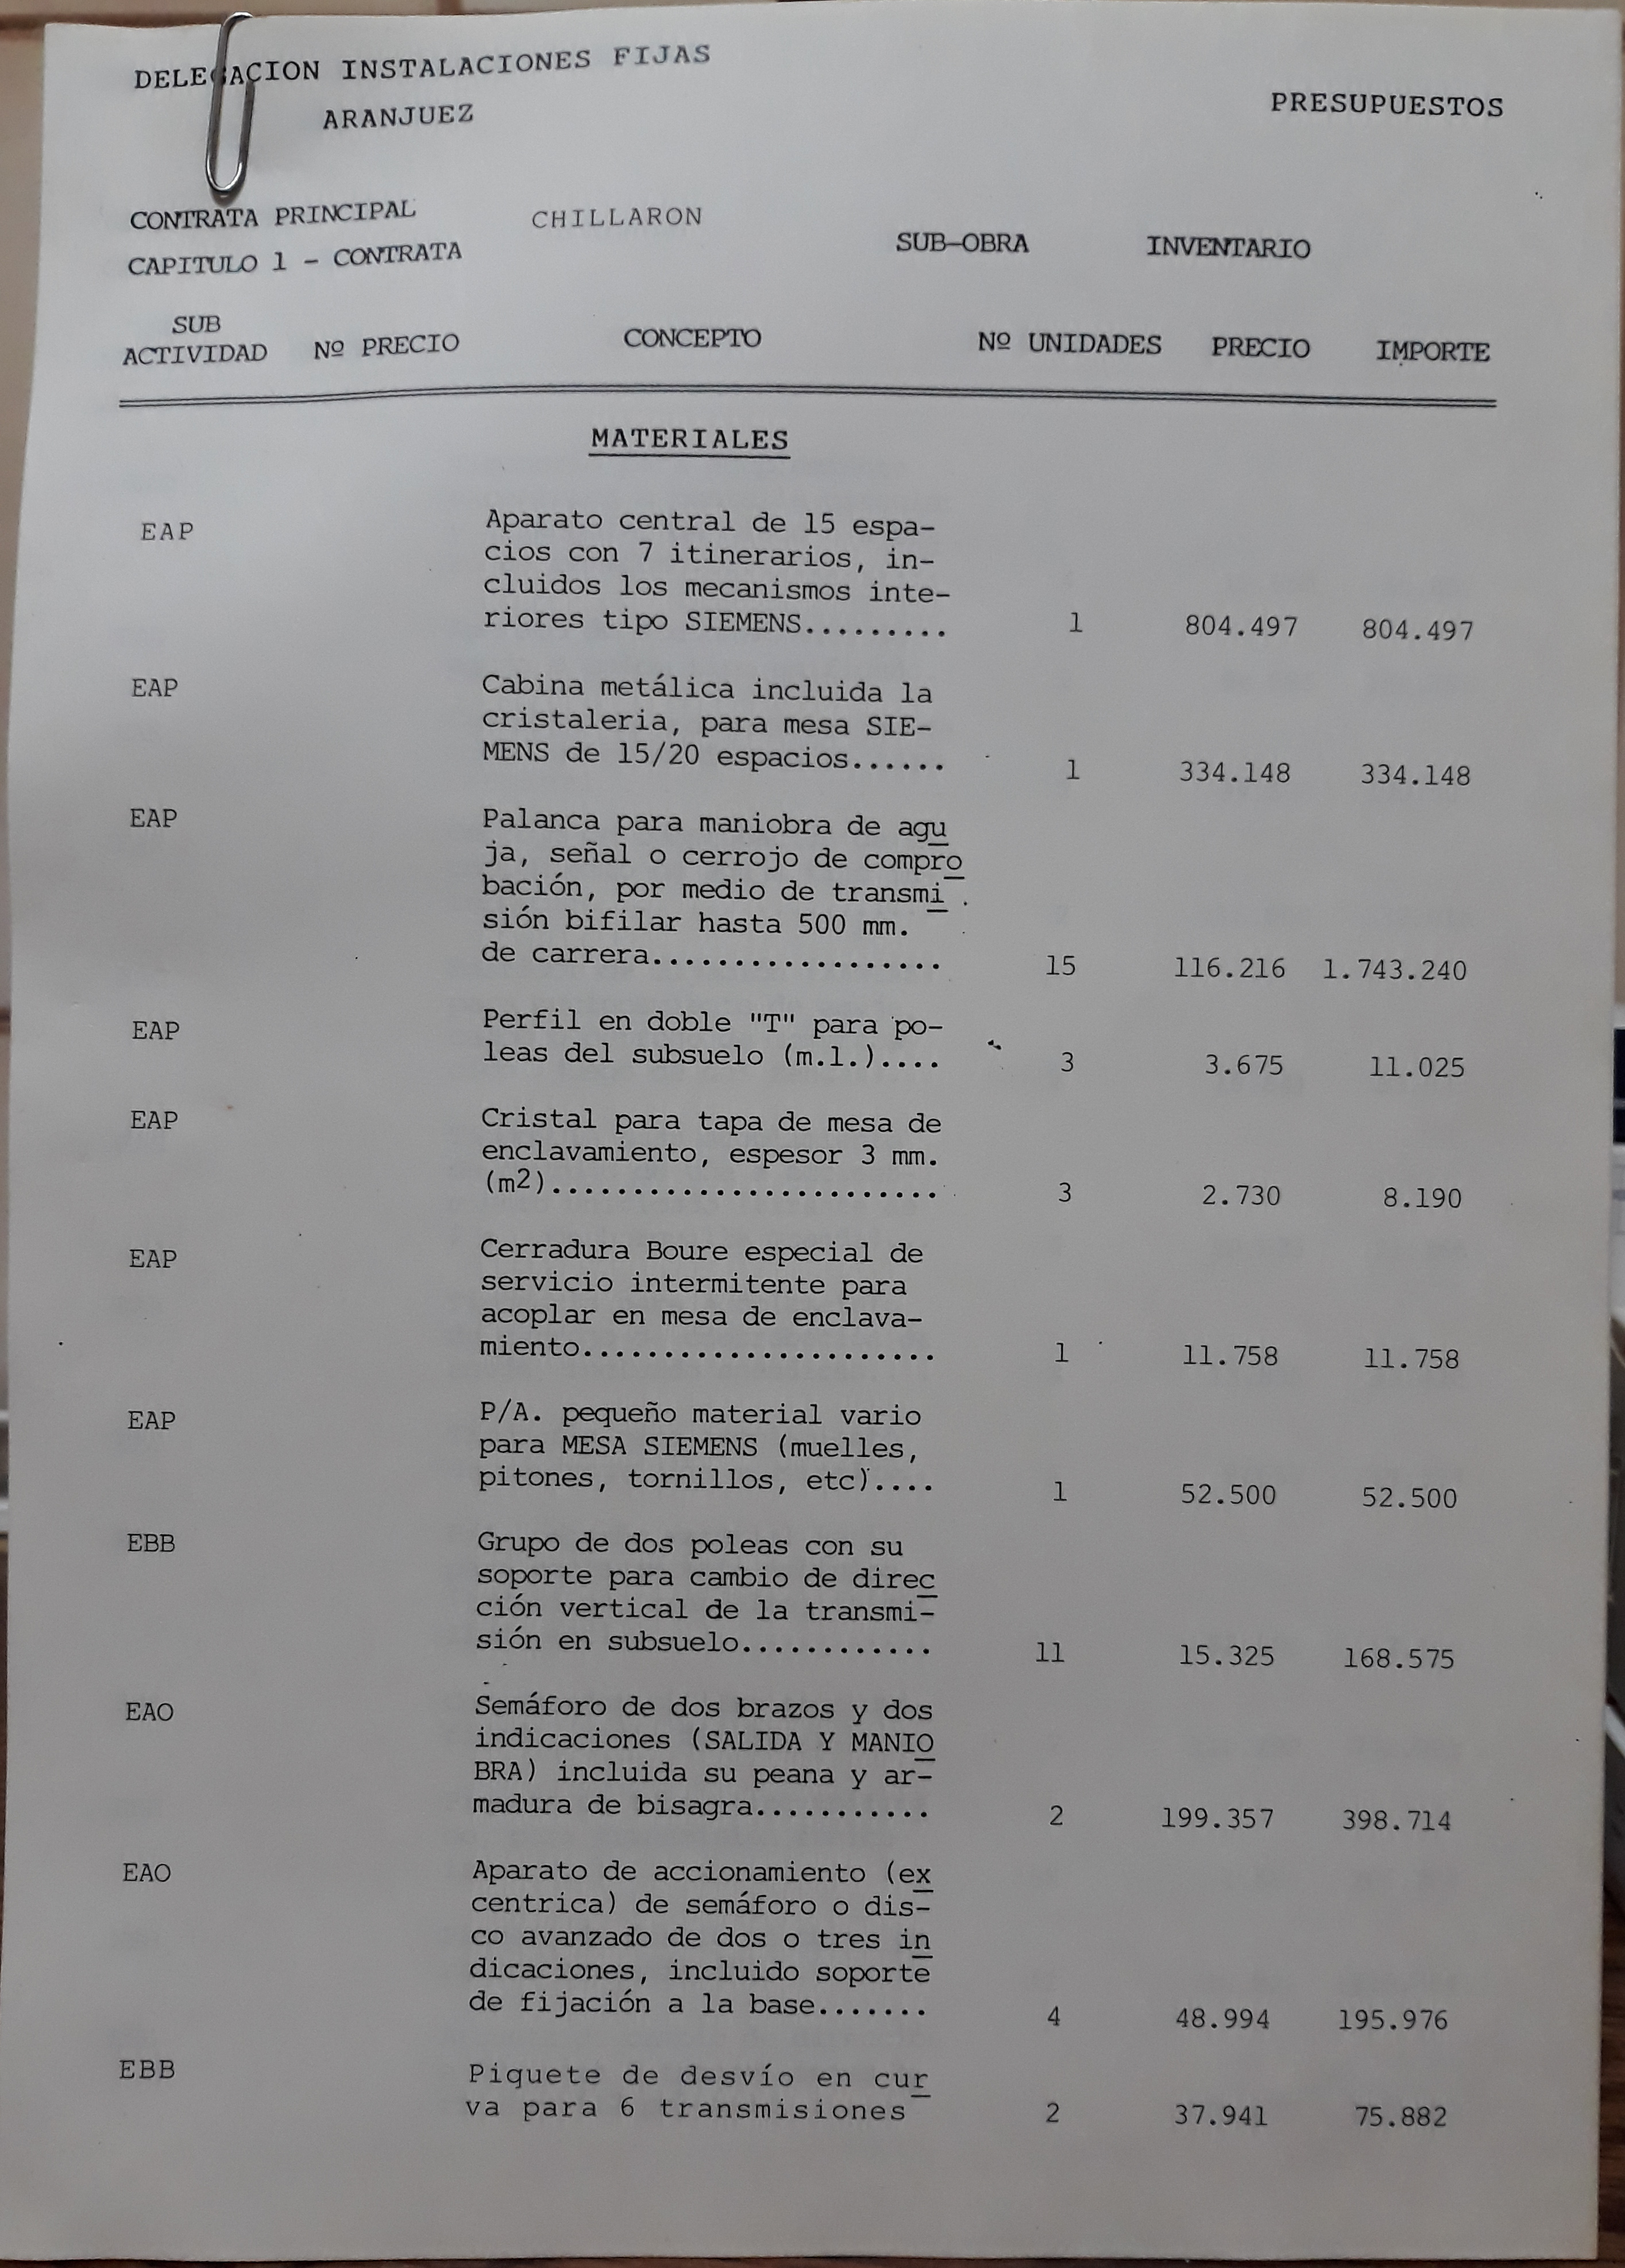 DELEGACION INSTALACIONES FIJAS
ARANJUEZ
PRESUPUESTOS
CONTRATA PRINCIPAL CHILLARON
CAPITULO 1 - CONTRATA SUB-OBRA INVENTARIO
SUB
ACTIVIDAD Nº PRECIO CONCEPTO Nº UNIDADES PRECIO IMPORTE
MATERIALES
EAP Aparato central de 15 espa-
cios con 7 itinerarios, in-
cluidos los mecanismos inte-
riores tipo SIEMENS......... 1 804.497 804.497
EAP Cabina metálica incluida la
cristaleria, para mesa SIE-
MENS de 15/20 espacios...... 1 334.148 334.148
EAP Palanca para maniobra de agu
ja, señal o cerrojo de compro
bación, por medio de transmi
sión bifilar hasta 500 mm.
de carrera.................. 15 116.216 1.743.240
EAP Perfil en doble "T" para po-
leas del subsuelo (m.l.).... 3 3.675 11.025
EAP Cristal para tapa de mesa de
enclavamiento, espesor 3 mm.
(m2)........................ 3 2.730 8.190
EAP Cerradura Boure especial de
servicio intermitente para
acoplar en mesa de enclava-
miento...................... 1 11.758 11.758
EAP P/A. pequeño material vario
para MESA SIEMENS (muelles,
pitones, tornillos, etc).... 1 52.500 52.500
EBB Grupo de dos poleas con su
soporte para cambio de direc
ción vertical de la transmi-
sión en subsuelo............ 11 15.325 168.575
EAO Semáforo de dos brazos y dos
indicaciones (SALIDA Y MANIO
BRA) incluida su peana y ar-
madura de bisagra........... 2 199.357 398.714
EAO Aparato de accionamiento (ex
centrica) de semáforo o dis-
co avanzado de dos o tres in
dicaciones, incluido soporte
de fijación a la base....... 4 48.994 195.976
EBB Piquete de desvío en cur
va para 6 transmisiones 2 37.941 75.882